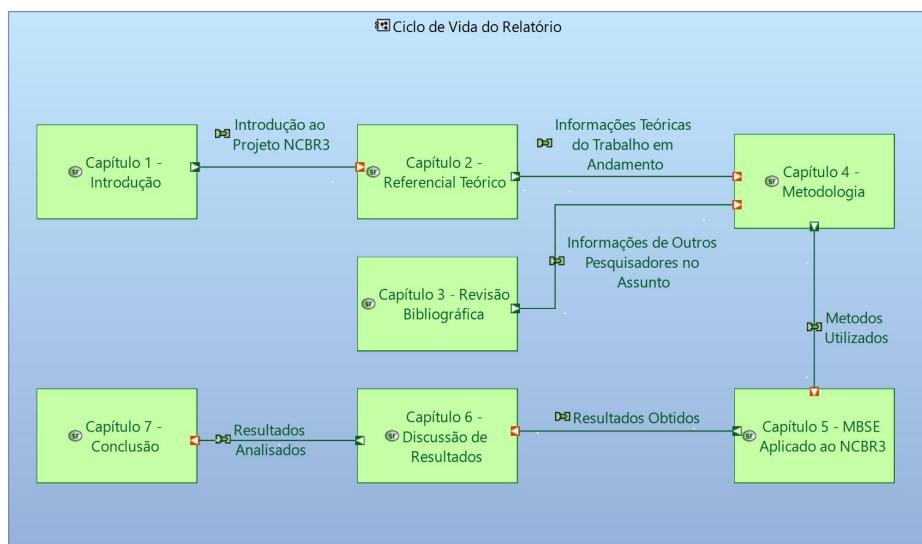 Ciclo de Vida do Relatório
Introdução ao
Projeto NCBR3
Informações Teóricas
do Trabalho em
Andamento
Capítulo 1 -
Introdução
Capítulo 2 -
Referencial Teórico
Capítulo 4 -
Metodologia
Informações de Outros
Pesquisadores no
Assunto
Capítulo 3 - Revisão
Bibliográfica
Metodos
Utilizados
Capítulo 7 -
Conclusão
Resultados
Analisados
Capítulo 6 -
Discussão de
Resultados
Resultados Obtidos
Capítulo 5 - MBSE
Aplicado ao NCBR3